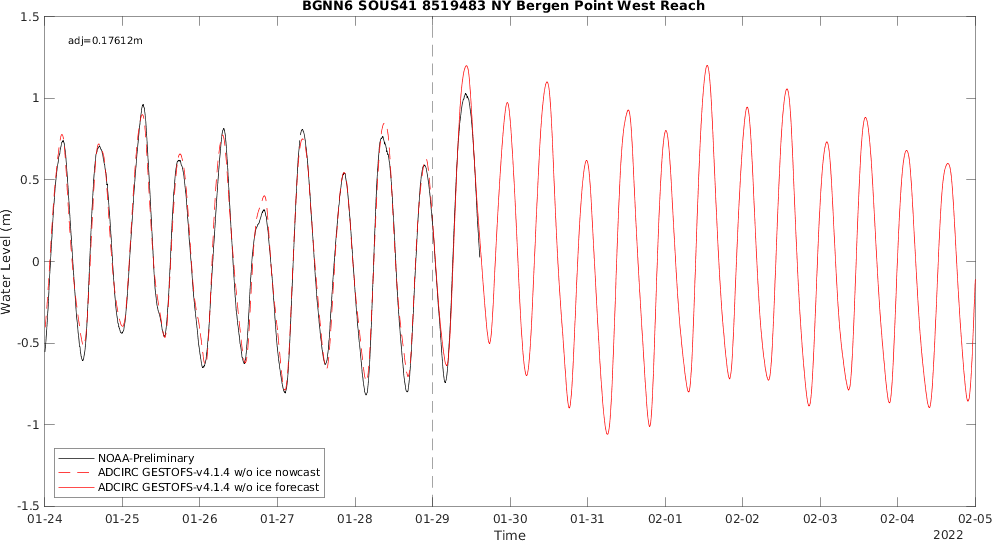 BGNN6 SOUS41 8519483 NY Bergen Point West Reach
adj=0.17612m
1.5
1
0.5
0
-0.5
-1
-1.5
Water Level (m)
NOAA-Preliminary
ADCIRC GESTOFS-v4.1.4 w/o ice nowcast
ADCIRC GESTOFS-v4.1.4 w/o ice forecast
01-24 01-25 01-26 01-27 01-28 01-29 01-30 01-31 02-01 02-02 02-03 02-04 02-05
Time
2022